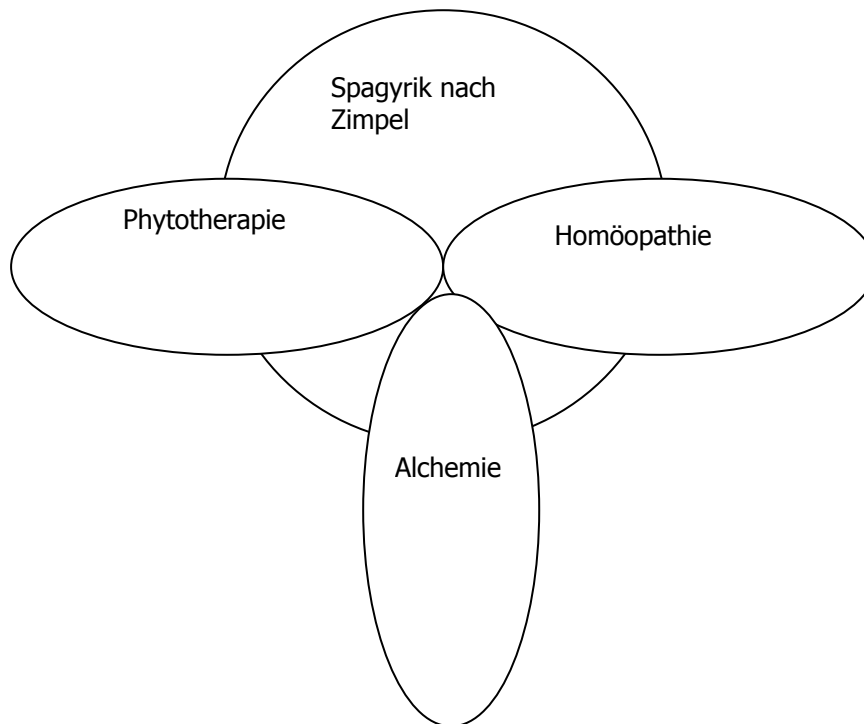 Spagyrik nach
Zimpel
Phytotherapie
Homöopathie
Alchemie